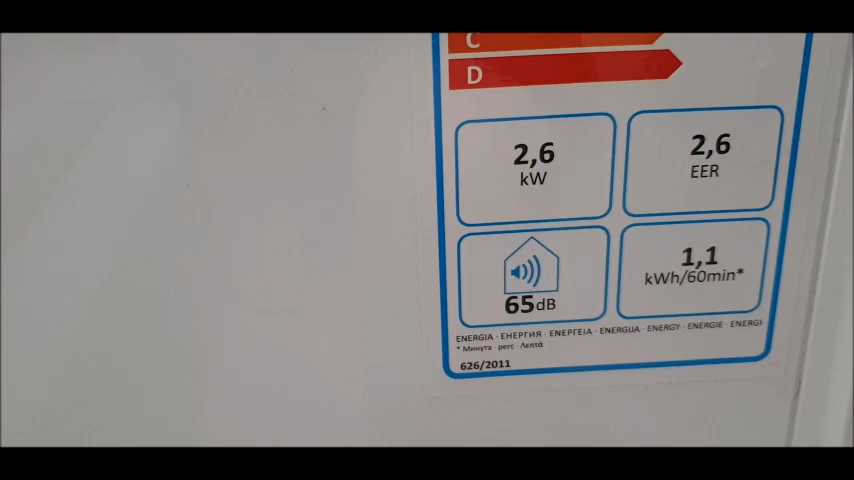 C
D
2,6
kW
2,6
EER
65dB
1,1
kWh/60min*
ENERGIA · ЕНЕРГИЯ · ΕΝΕΡΓΕΙΑ · ENERGIJA · ENERGY · ENERGIE · ENERGI
* Минута · perc · Λεπτά
626/2011